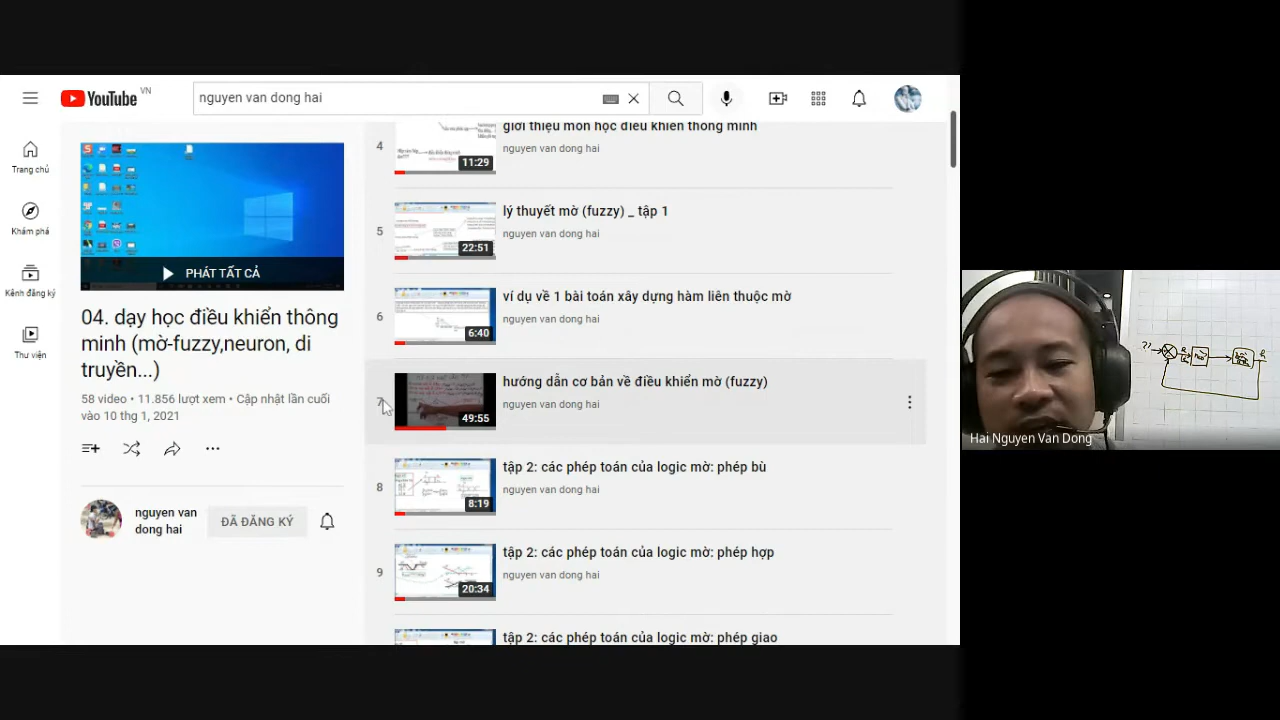 YouTube VN
nguyen van dong hai
Trang chủ
Khám phá
Kênh đăng ký
Thư viện
PHÁT TẤT CẢ
04. dạy học điều khiển thông
minh (mờ-fuzzy,neuron, di
truyền...)
58 video • 11.856 lượt xem • Cập nhật lần cuối
vào 10 thg 1, 2021
nguyen van
dong hai
ĐÃ ĐĂNG KÝ
4
11:29
giới thiệu môn học điều khiển thông minh
nguyen van dong hai
5
22:51
lý thuyết mờ (fuzzy) _ tập 1
nguyen van dong hai
6
6:40
ví dụ về 1 bài toán xây dựng hàm liên thuộc mờ
nguyen van dong hai
7
49:55
hướng dẫn cơ bản về điều khiển mờ (fuzzy)
nguyen van dong hai
8
8:19
tập 2: các phép toán của logic mờ: phép bù
nguyen van dong hai
9
20:34
tập 2: các phép toán của logic mờ: phép hợp
nguyen van dong hai
tập 2: các phép toán của logic mờ: phép giao
Hai Nguyen Van Dong